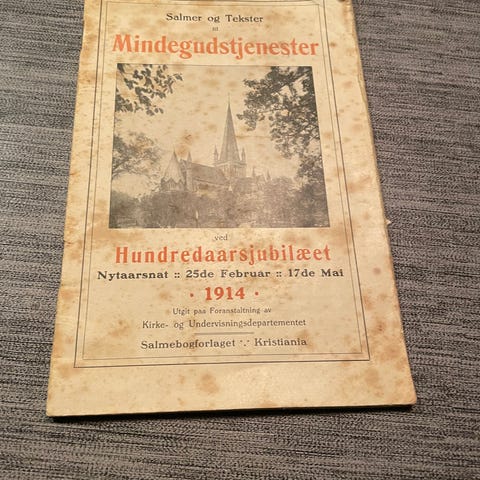 Salmer og Tekster
til
Mindegudstjenester
ved
Hundredaarsjubilæet
Nytaarsnat :: 25de Februar :: 17de Mai
· 1914 ·
Utgit paa Foranstaltning av
Kirke- og Undervisningsdepartementet
Salmebogforlaget ∵ Kristiania